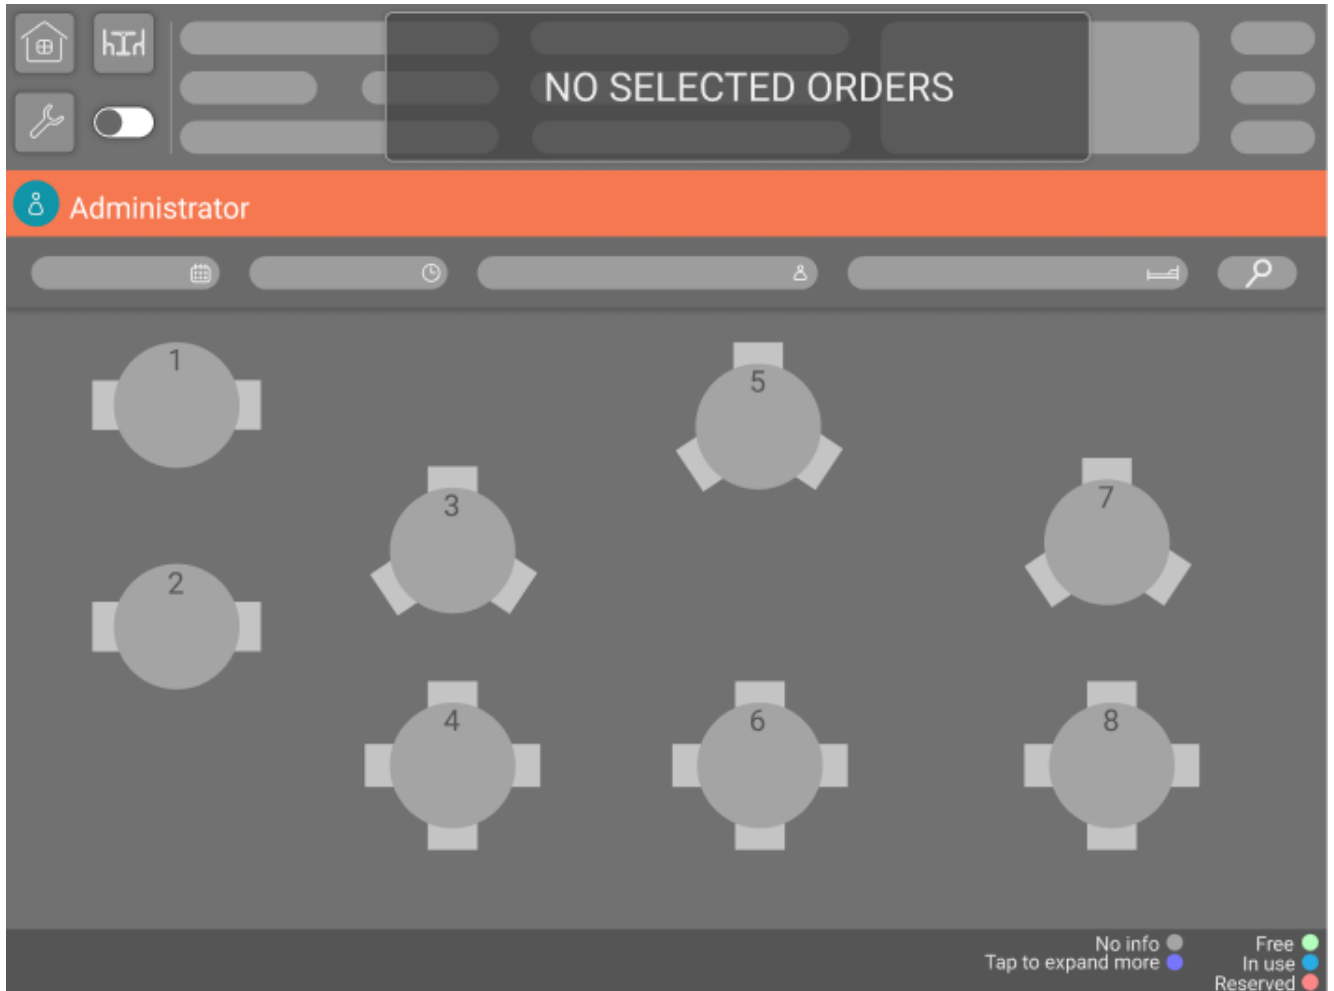 NO SELECTED ORDERS
Administrator
1
5
3
7
2
4
6
8
No info
Free
Tap to expand more
In use
Reserved